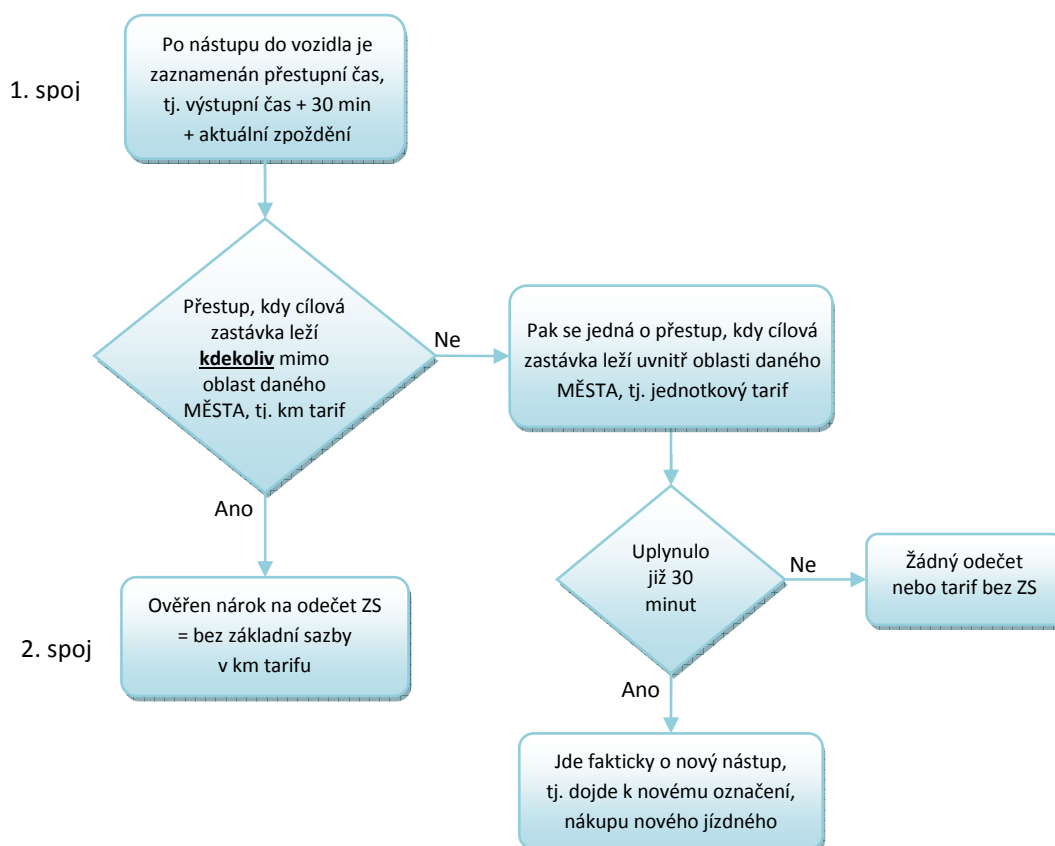 Po nástupu do vozidla je
zaznamenán přestupní čas,
tj. výstupní čas + 30 min
+ aktuální zpoždění
1. spoj
Přestup, kdy cílová
zastávka leží
kdekoliv mimo
oblast daného
MĚSTA, tj. km tarif
Ne
Pak se jedná o přestup, kdy cílová
zastávka leží uvnitř oblasti daného
MĚSTA, tj. jednotkový tarif
Ano
Uplynulo
již 30
minut
Ne
Žádný odečet
nebo tarif bez ZS
Ověřen nárok na odečet ZS
= bez základní sazby
v km tarifu
2. spoj
Ano
Jde fakticky o nový nástup,
tj. dojde k novému označení,
nákupu nového jízdného